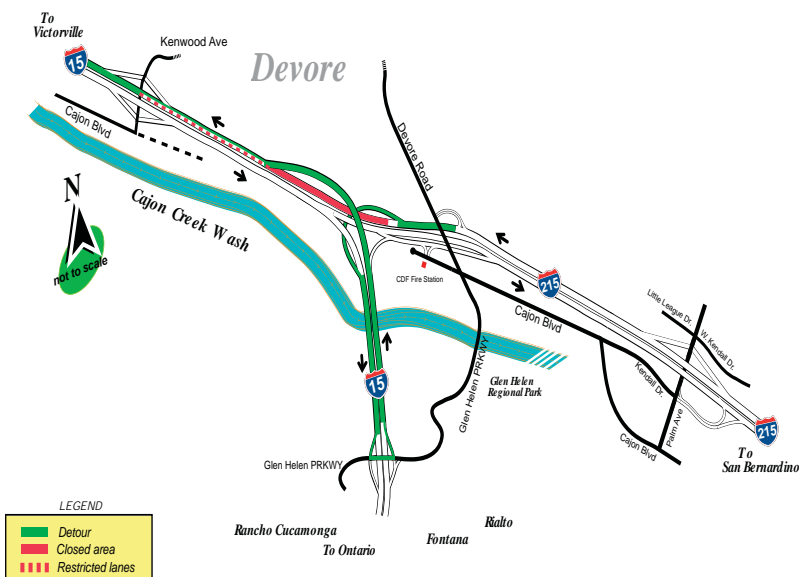 To
Victorville
15
Kenwood Ave
Devore
Cajon Blvd
Devore Road
N
not to scale
Cajon Creek Wash
CDF Fire Station
215
Cajon Blvd
Little League Dr.
W. Kendall Dr.
Kendall Dr.
Palm Ave
15
Glen Helen PRKWY
Glen Helen
Regional Park
215
To
San Bernardino
Cajon Blvd
Glen Helen PRKWY
Rancho Cucamonga
To Ontario
Fontana
Rialto
LEGEND
Detour
Closed area
Restricted lanes